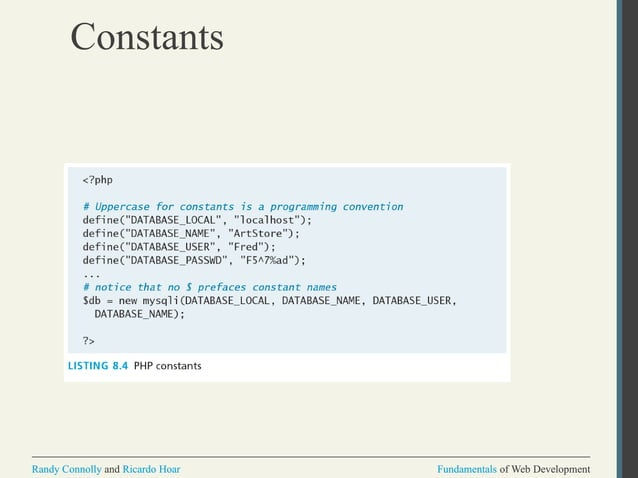 Constants
<?php
# Uppercase for constants is a programming convention
define("DATABASE_LOCAL", "localhost");
define("DATABASE_NAME", "ArtStore");
define("DATABASE_USER", "Fred");
define("DATABASE_PASSWD", "F5^7%ad");
...
# notice that no $ prefaces constant names
$db = new mysqli(DATABASE_LOCAL, DATABASE_NAME, DATABASE_USER,
DATABASE_NAME);
?>
LISTING 8.4 PHP constants
Randy Connolly and Ricardo Hoar
Fundamentals of Web Development